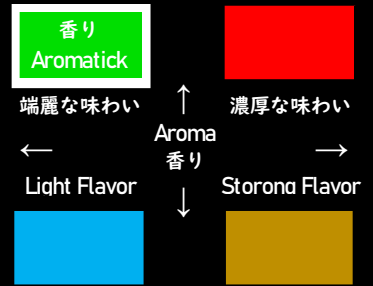 香り
Aromatick
端麗な味わい
濃厚な味わい
↑
Aroma
香り
←
→
Light Flavor
Storong Flavor
↓